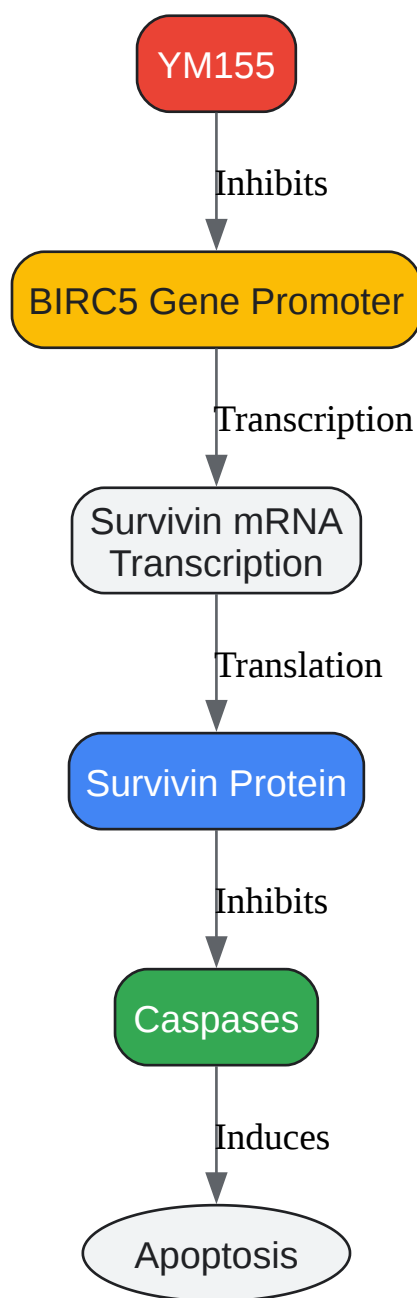 YM155
Inhibits
BIRC5 Gene Promoter
Transcription
Survivin mRNA
Transcription
Translation
Survivin Protein
Inhibits
Caspases
Induces
Apoptosis